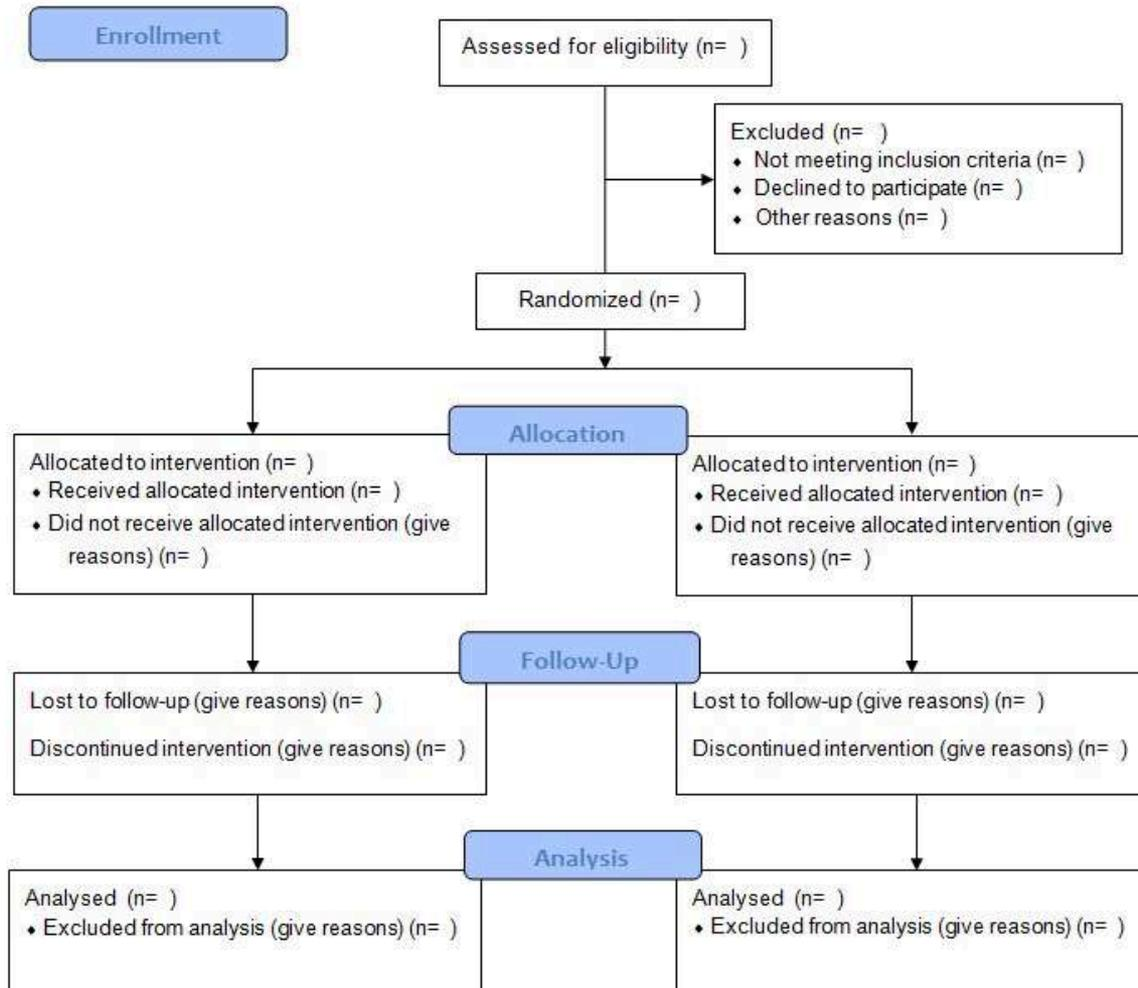 Enrollment
Assessed for eligibility (n= )
Excluded (n= )
♦ Not meeting inclusion criteria (n= )
♦ Declined to participate (n= )
♦ Other reasons (n= )
Randomized (n= )
Allocation
Allocated to intervention (n= )
♦ Received allocated intervention (n= )
♦ Did not receive allocated intervention (give
reasons) (n= )
Allocated to intervention (n= )
♦ Received allocated intervention (n= )
♦ Did not receive allocated intervention (give
reasons) (n= )
Follow-Up
Lost to follow-up (give reasons) (n= )
Discontinued intervention (give reasons) (n= )
Lost to follow-up (give reasons) (n= )
Discontinued intervention (give reasons) (n= )
Analysis
Analysed (n= )
♦ Excluded from analysis (give reasons) (n= )
Analysed (n= )
♦ Excluded from analysis (give reasons) (n= )